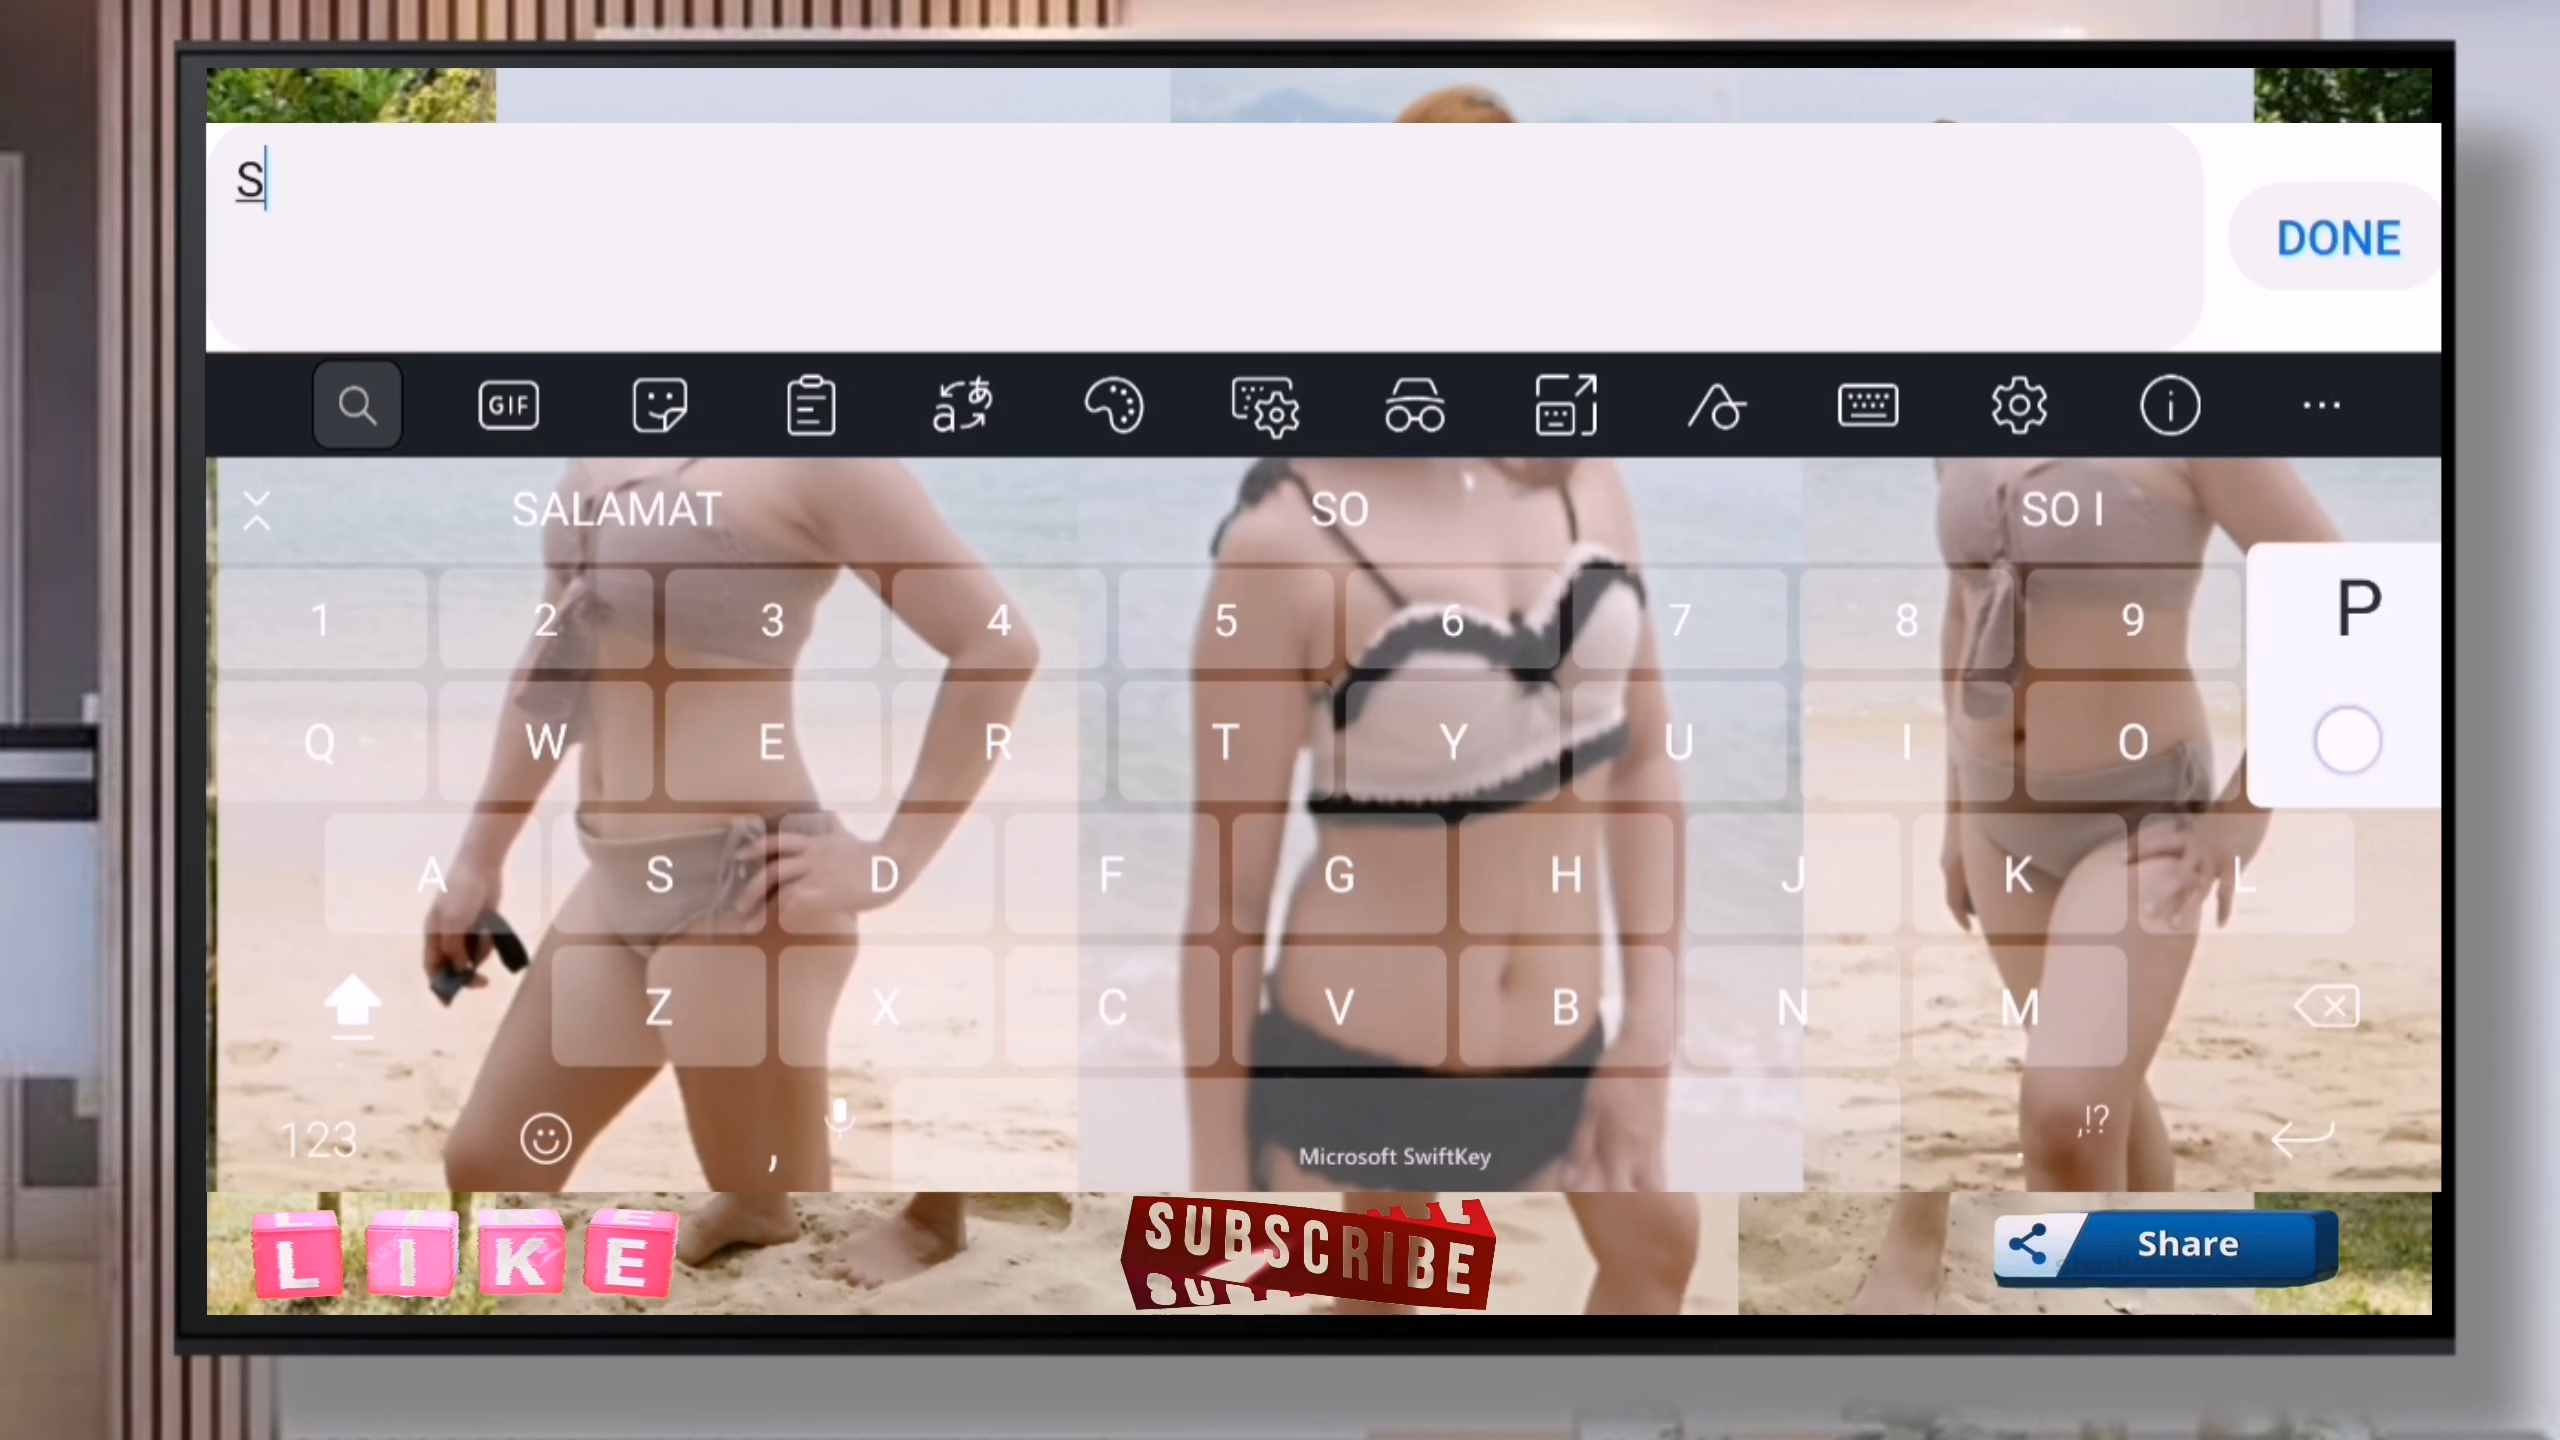 S
DONE
GIF
SALAMAT SO SO I
1 2 3 4 5 6 7 8 9 P
Q W E R T Y U I O
A S D F G H J K L
Z X C V B N M
123 , Microsoft SwiftKey . ,!?
LIKE SUBSCRIBE Share